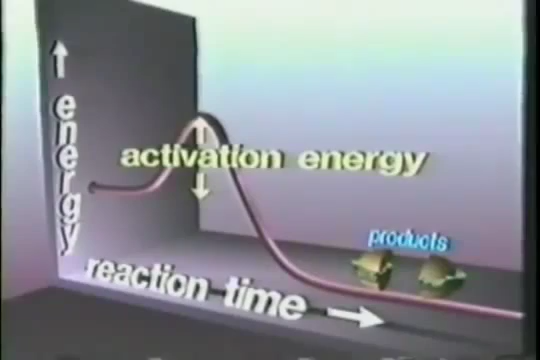 energy
activation energy
products
reaction time